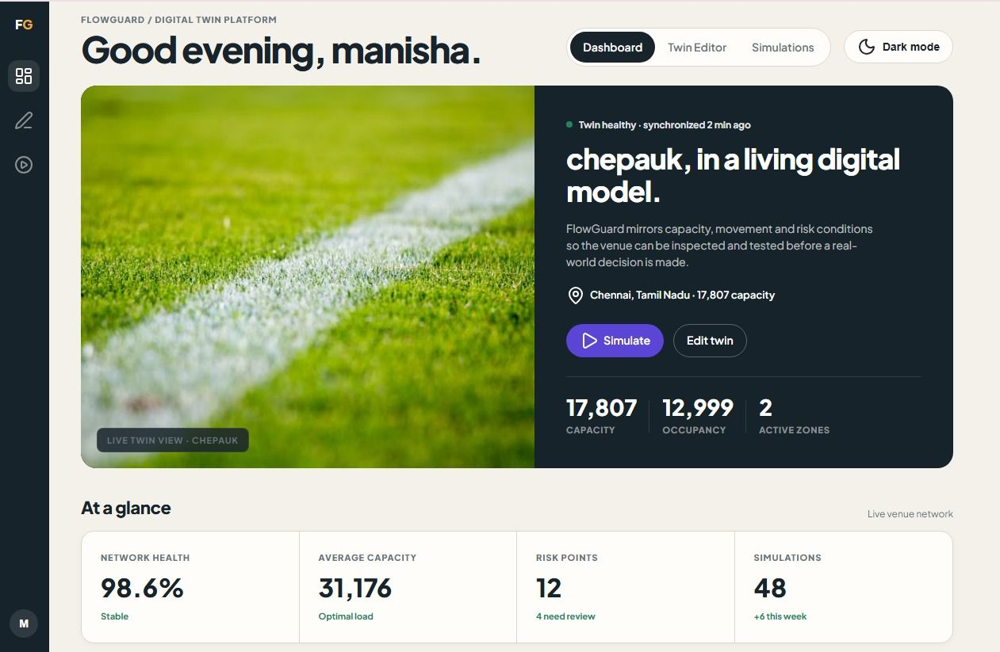 FG
FLOWGUARD / DIGITAL TWIN PLATFORM
Good evening, manisha.
Dashboard
Twin Editor
Simulations
Dark mode
Twin healthy · synchronized 2 min ago
chepauk, in a living digital
model.
FlowGuard mirrors capacity, movement and risk conditions
so the venue can be inspected and tested before a real-
world decision is made.
Chennai, Tamil Nadu · 17,807 capacity
Simulate
Edit twin
17,807
CAPACITY
12,999
OCCUPANCY
2
ACTIVE ZONES
LIVE TWIN VIEW · CHEPAUK
At a glance
Live venue network
NETWORK HEALTH
98.6%
Stable
AVERAGE CAPACITY
31,176
Optimal load
RISK POINTS
12
4 need review
SIMULATIONS
48
+6 this week
M